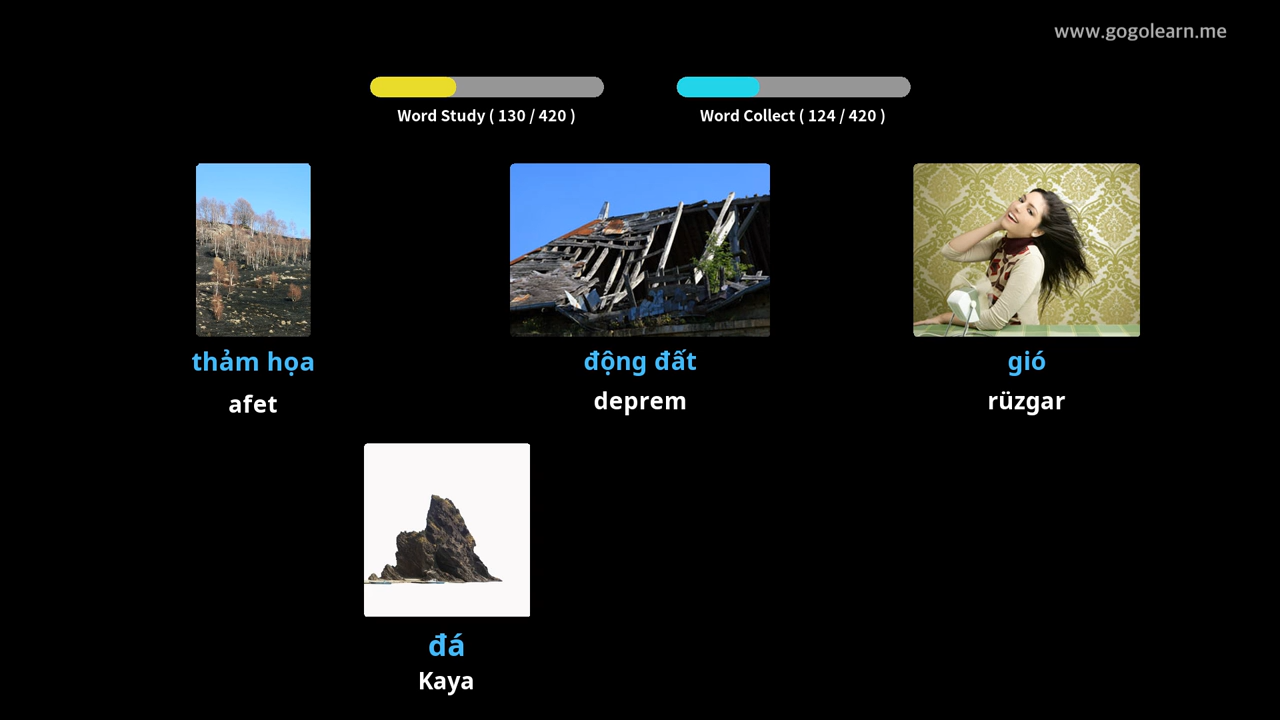 www.gogolearn.me
Word Study ( 130 / 420 )
Word Collect ( 124 / 420 )
thảm họa
afet
động đất
deprem
gió
rüzgar
đá
Kaya